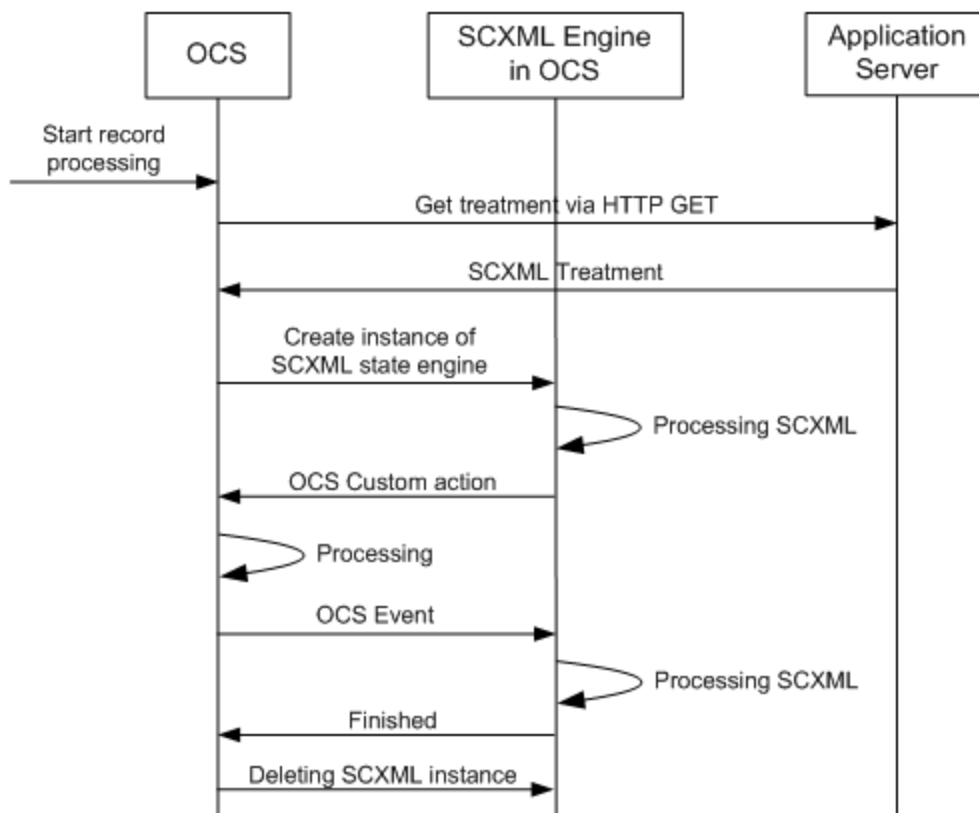 OCS
SCXML Engine
in OCS
Application
Server
Start record
processing
Get treatment via HTTP GET
SCXML Treatment
Create instance of
SCXML state engine
Processing SCXML
OCS Custom action
Processing
OCS Event
Processing SCXML
Finished
Deleting SCXML instance